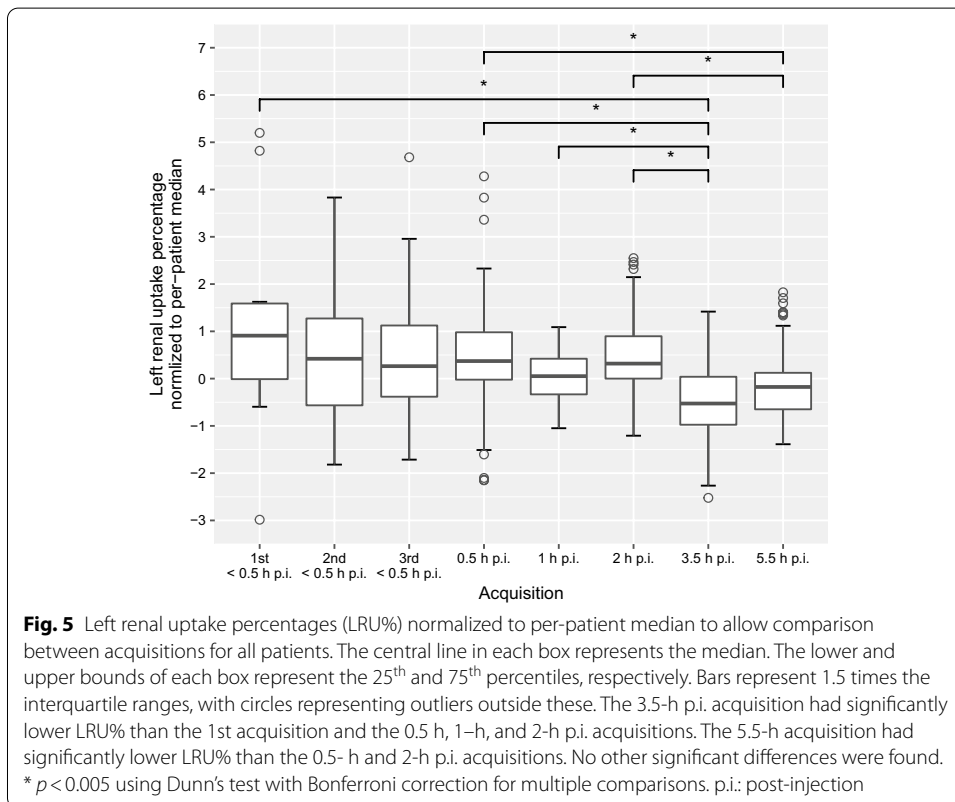 7
6
5
4
3
2
1
0
−1
−2
−3
Left renal uptake percentage
normlized to per−patient median
*
*
*
*
*
*
1st
< 0.5 h p.i.
2nd
< 0.5 h p.i.
3rd
< 0.5 h p.i.
0.5 h p.i.
1 h p.i.
2 h p.i.
3.5 h p.i.
5.5 h p.i.
Acquisition
Fig. 5 Left renal uptake percentages (LRU%) normalized to per-patient median to allow comparison
between acquisitions for all patients. The central line in each box represents the median. The lower and
upper bounds of each box represent the 25th and 75th percentiles, respectively. Bars represent 1.5 times the
interquartile ranges, with circles representing outliers outside these. The 3.5-h p.i. acquisition had significantly
lower LRU% than the 1st acquisition and the 0.5 h, 1–h, and 2-h p.i. acquisitions. The 5.5-h acquisition had
significantly lower LRU% than the 0.5- h and 2-h p.i. acquisitions. No other significant differences were found.
* p < 0.005 using Dunn's test with Bonferroni correction for multiple comparisons. p.i.: post-injection